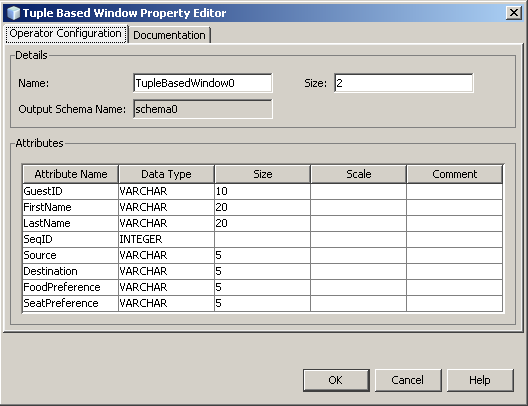 Tuple Based Window Property Editor
Operator Configuration Documentation
Details
Name: TupleBasedWindow0 Size: 2
Output Schema Name: schema0
Attributes
Attribute Name Data Type Size Scale Comment
GuestID VARCHAR 10
FirstName VARCHAR 20
LastName VARCHAR 20
SeqID INTEGER
Source VARCHAR 5
Destination VARCHAR 5
FoodPreference VARCHAR 5
SeatPreference VARCHAR 5
OK Cancel Help